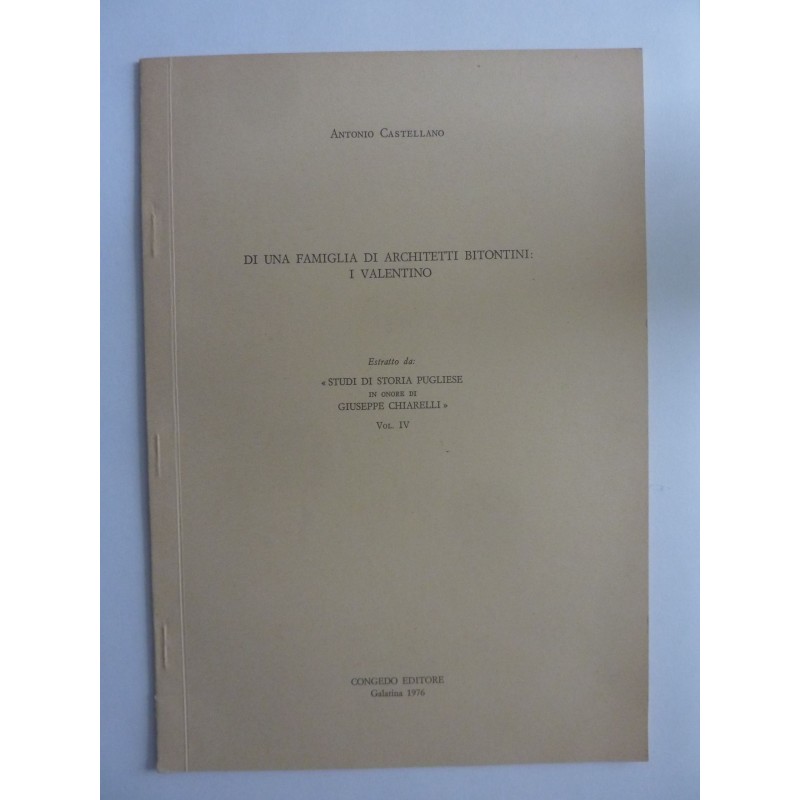 Antonio Castellano
DI UNA FAMIGLIA DI ARCHITETTI BITONTINI:
I VALENTINO
Estratto da:
« STUDI DI STORIA PUGLIESE
IN ONORE DI
GIUSEPPE CHIARELLI »
Vol. IV
CONGEDO EDITORE
Galatina 1976